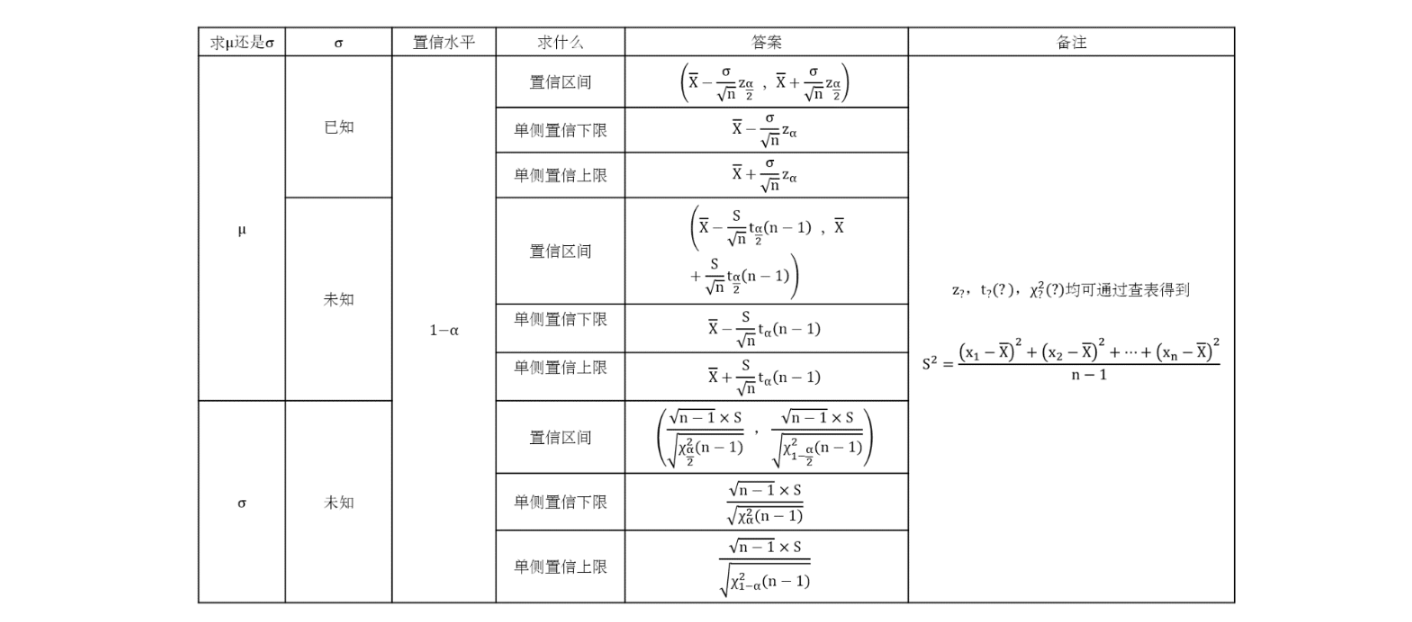 求μ还是σ σ 置信水平 求什么 答案 备注
μ 已知 1−α 置信区间 (X̅ − σ/√n z_{α/2} , X̅ + σ/√n z_{α/2})
单侧置信下限 X̅ − σ/√n z_α
单侧置信上限 X̅ + σ/√n z_α
未知 置信区间 (X̅ − S/√n t_{α/2}(n − 1) , X̅
+ S/√n t_{α/2}(n − 1))
单侧置信下限 X̅ − S/√n t_α(n − 1)
单侧置信上限 X̅ + S/√n t_α(n − 1)
σ 未知 置信区间 (√(n − 1) × S / √(χ²_{α/2}(n − 1)) , √(n − 1) × S / √(χ²_{1−α/2}(n − 1)))
单侧置信下限 √(n − 1) × S / √(χ²_α(n − 1))
单侧置信上限 √(n − 1) × S / √(χ²_{1−α}(n − 1))
z_?，t_?(?)，χ²_?(?)均可通过查表得到
S² = ((x₁ − X̅)² + (x₂ − X̅)² + ⋯ + (xₙ − X̅)²) / (n − 1)